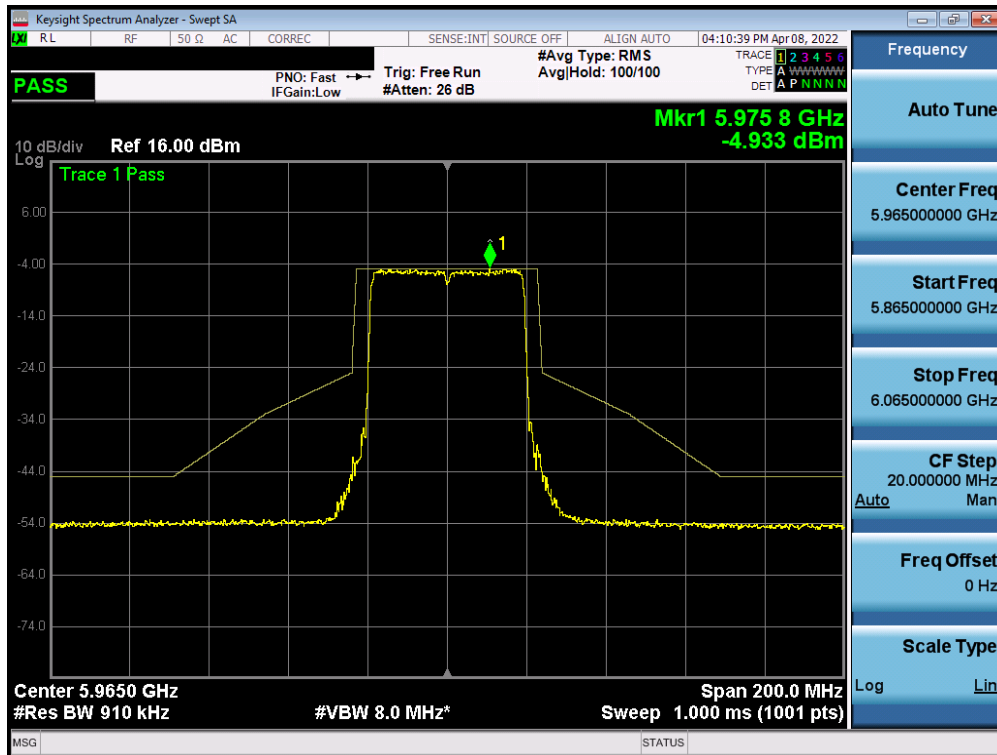 Keysight Spectrum Analyzer - Swept SA
LXI RL RF 50 Ω AC CORREC SENSE:INT SOURCE OFF ALIGN AUTO 04:10:39 PM Apr 08, 2022
PASS
PNO: Fast
IFGain:Low
Trig: Free Run
#Atten: 26 dB
#Avg Type: RMS
Avg|Hold: 100/100
TRACE 1 2 3 4 5 6
TYPE A WWWWW
DET A P N N N N
Mkr1 5.975 8 GHz
-4.933 dBm
10 dB/div Ref 16.00 dBm
Log
Trace 1 Pass
1
6.00
-4.00
-14.0
-24.0
-34.0
-44.0
-54.0
-64.0
-74.0
Center 5.9650 GHz
Span 200.0 MHz
#Res BW 910 kHz
#VBW 8.0 MHz*
Sweep 1.000 ms (1001 pts)
MSG
STATUS
Frequency
Auto Tune
Center Freq
5.965000000 GHz
Start Freq
5.865000000 GHz
Stop Freq
6.065000000 GHz
CF Step
20.000000 MHz
Auto Man
Freq Offset
0 Hz
Scale Type
Log Lin